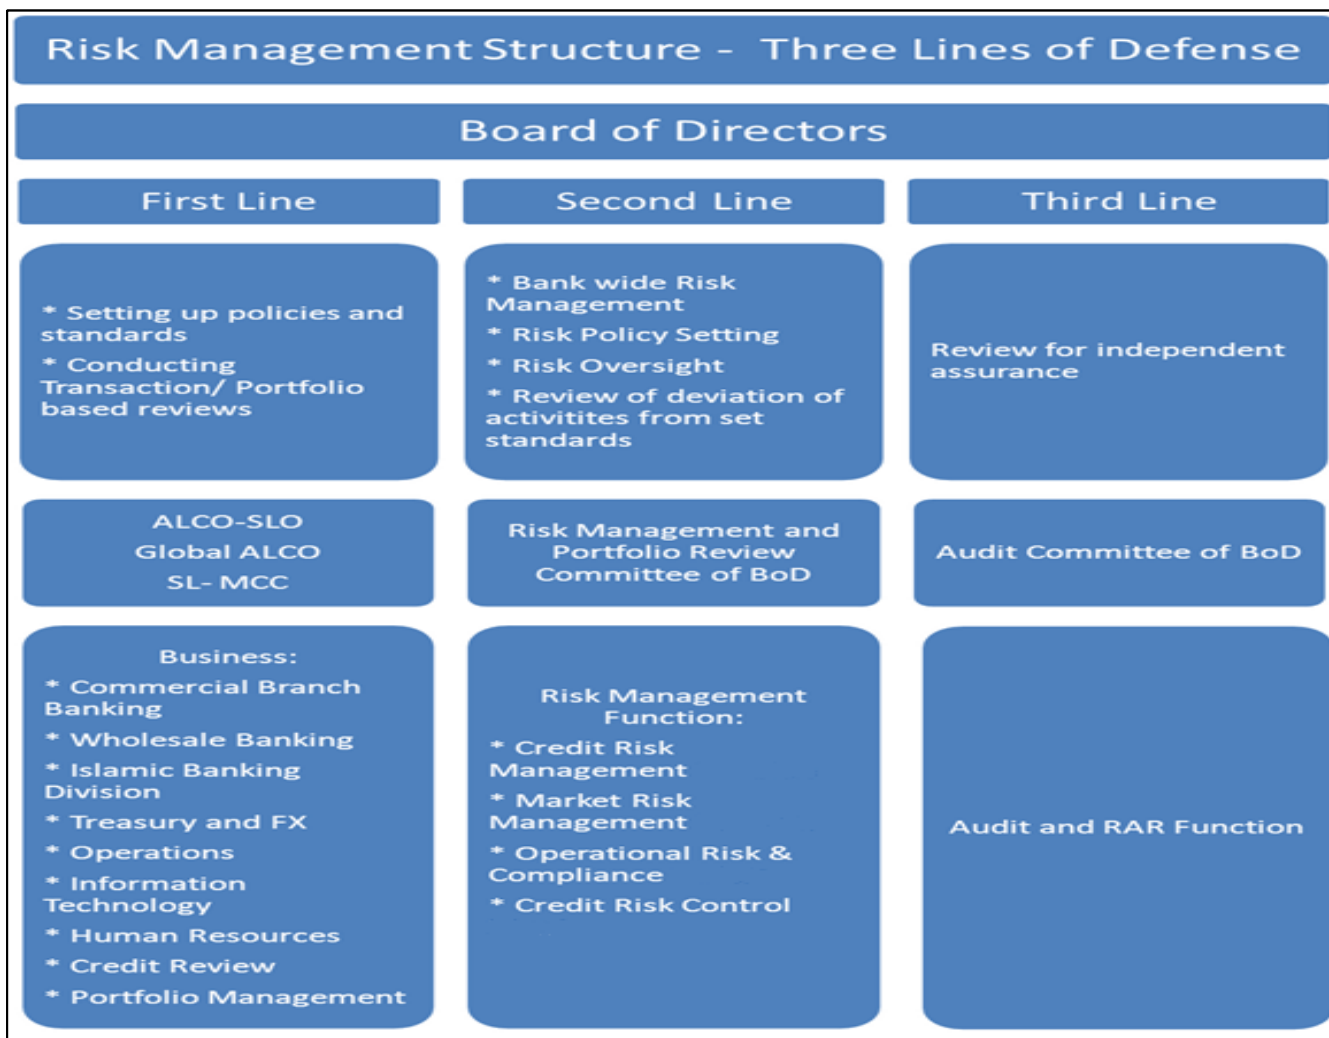 Risk Management Structure -  Three Lines of Defense
Board of Directors
First Line
* Setting up policies and
standards
* Conducting
Transaction/ Portfolio
based reviews
ALCO-SLO
Global ALCO
SL- MCC
Business:
* Commercial Branch
Banking
* Wholesale Banking
* Islamic Banking
Division
* Treasury and FX
* Operations
* Information
Technology
* Human Resources
* Credit Review
* Portfolio Management
Second Line
* Bank wide Risk
Management
* Risk Policy Setting
* Risk Oversight
* Review of deviation of
activitites from set
standards
Risk Management and
Portfolio Review
Committee of BoD
Risk Management
Function:
* Credit Risk
Management
* Market Risk
Management
* Operational Risk &
Compliance
* Credit Risk Control
Third Line
Review for independent
assurance
Audit Committee of BoD
Audit and RAR Function